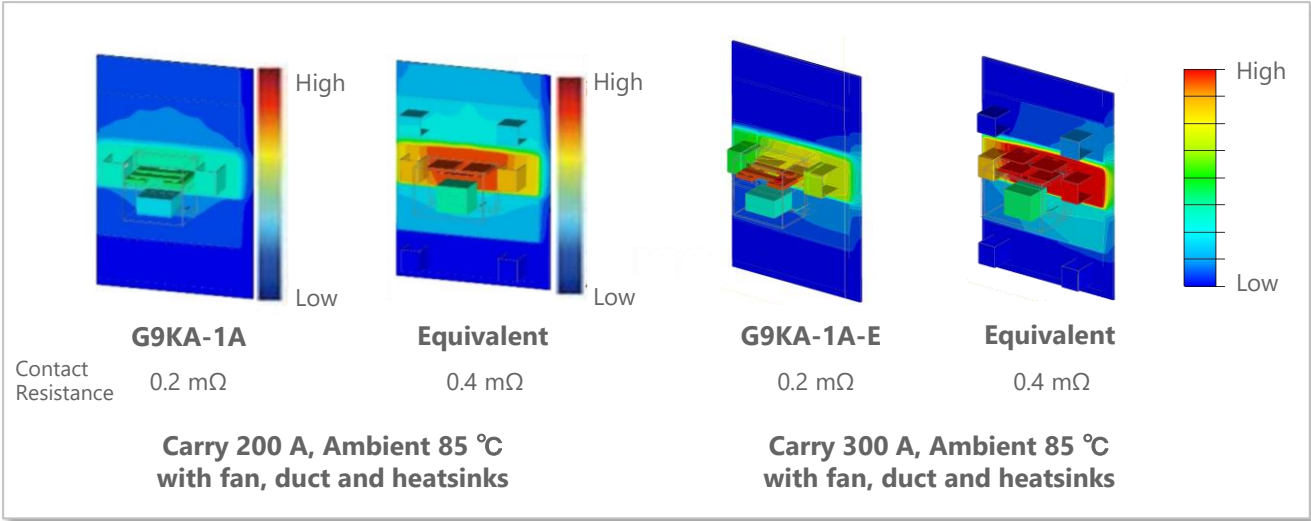 High
High
High
Low
Low
Low
G9KA-1A
Equivalent
G9KA-1A-E
Equivalent
Contact
Resistance
0.2 mΩ
0.4 mΩ
0.2 mΩ
0.4 mΩ
Carry 200 A, Ambient 85 ℃
with fan, duct and heatsinks
Carry 300 A, Ambient 85 ℃
with fan, duct and heatsinks